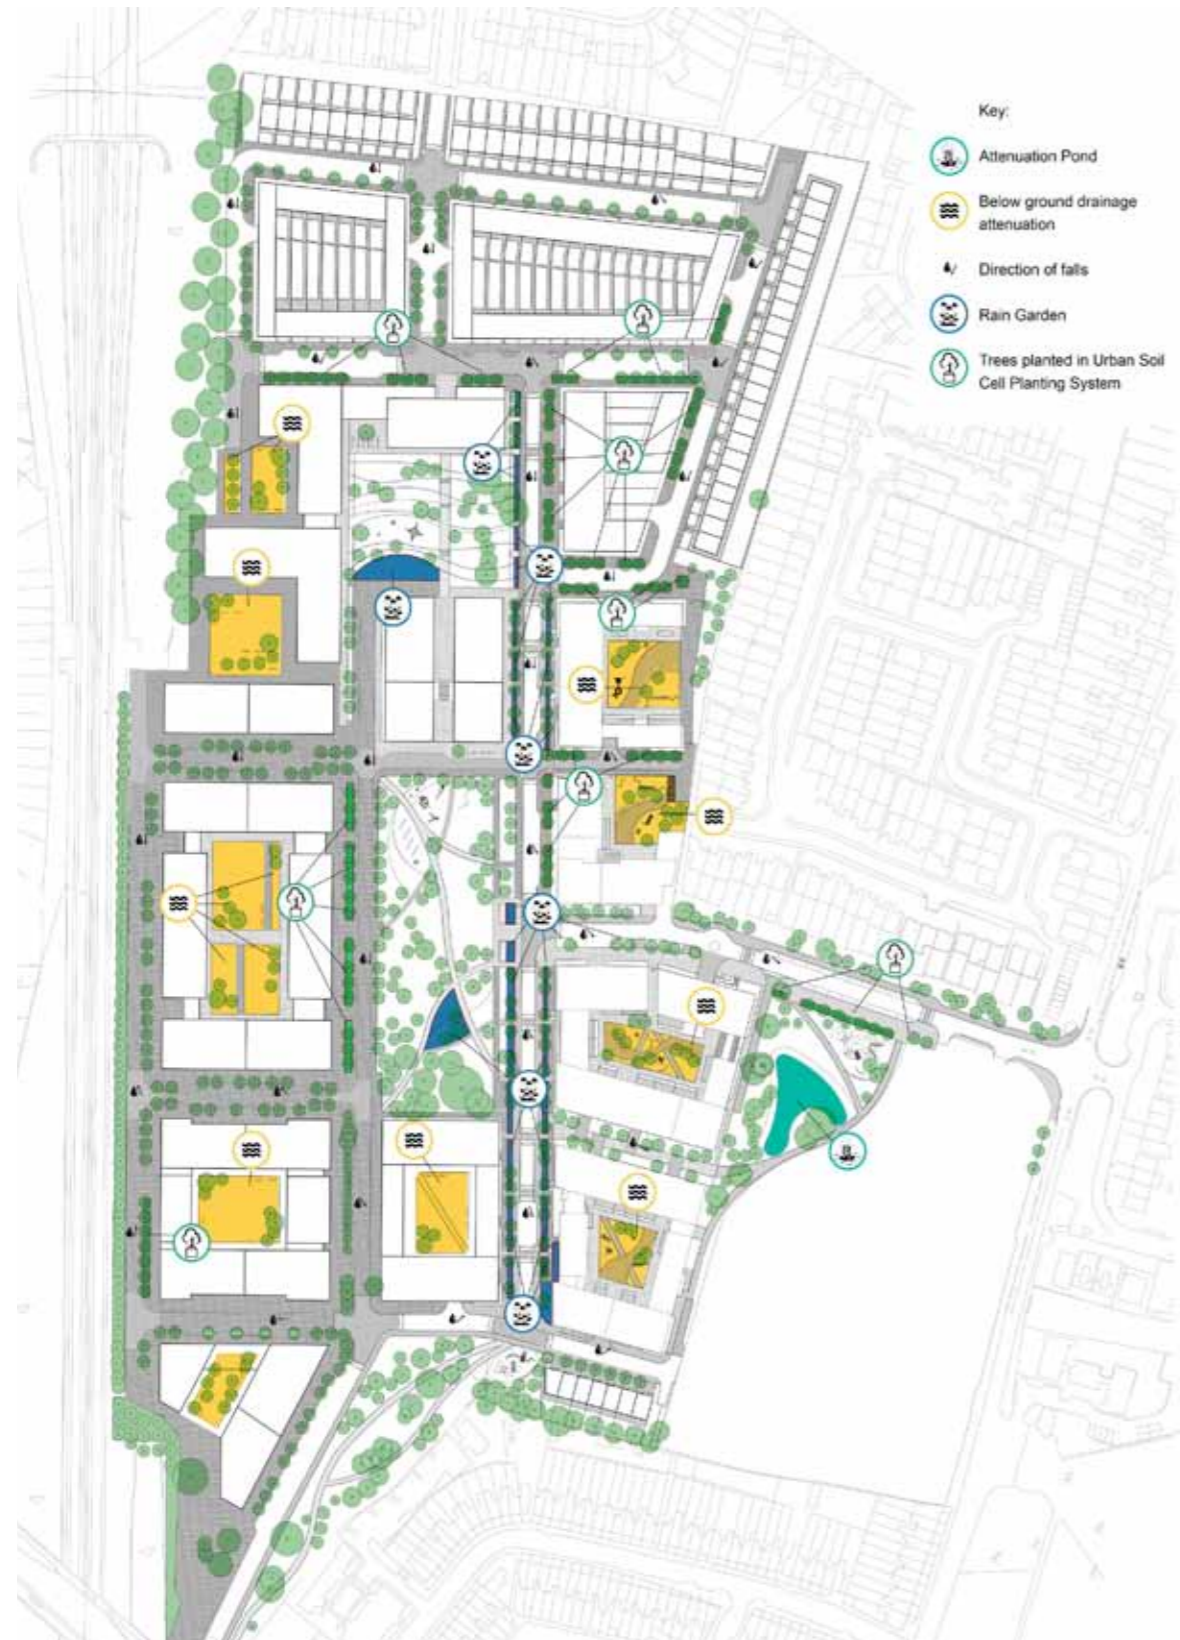 Key:
Attenuation Pond
Below ground drainage
attenuation
Direction of falls
Rain Garden
Trees planted in Urban Soil
Cell Planting System